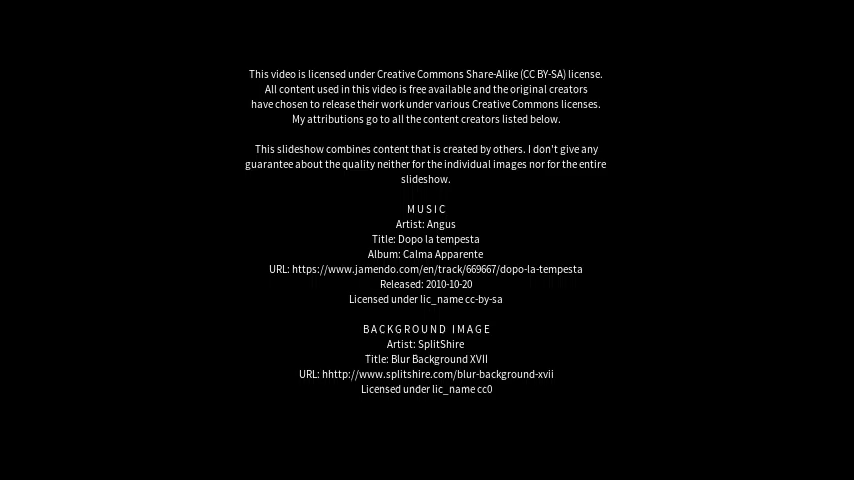 This video is licensed under Creative Commons Share-Alike (CC BY-SA) license.
All content used in this video is free available and the original creators
have chosen to release their work under various Creative Commons licenses.
My attributions go to all the content creators listed below.
This slideshow combines content that is created by others. I don't give any
guarantee about the quality neither for the individual images nor for the entire
slideshow.
MUSIC
Artist: Angus
Title: Dopo la tempesta
Album: Calma Apparente
URL: https://www.jamendo.com/en/track/669667/dopo-la-tempesta
Released: 2010-10-20
Licensed under lic_name cc-by-sa
BACKGROUND IMAGE
Artist: SplitShire
Title: Blur Background XVII
URL: hhttp://www.splitshire.com/blur-background-xvii
Licensed under lic_name cc0